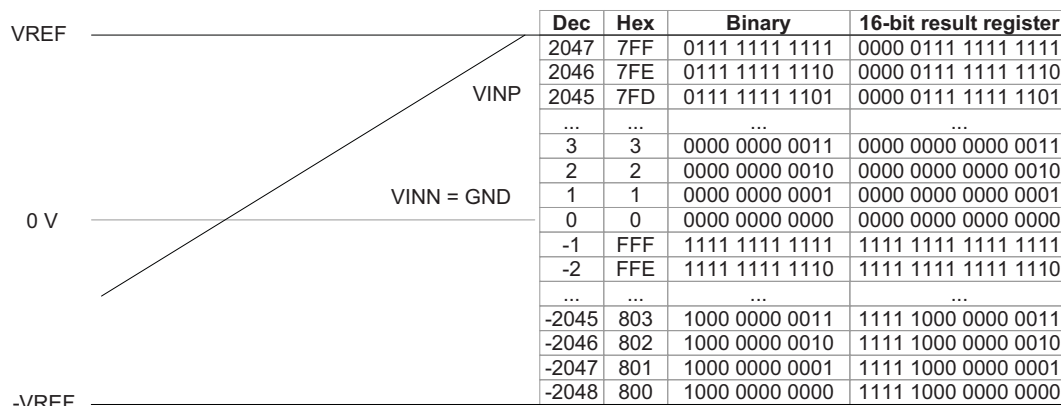 VREF
VINP
VINN = GND
0 V
-VREF
Dec Hex Binary 16-bit result register
2047 7FF 0111 1111 1111 0000 0111 1111 1111
2046 7FE 0111 1111 1110 0000 0111 1111 1110
2045 7FD 0111 1111 1101 0000 0111 1111 1101
... ... ... ...
3 3 0000 0000 0011 0000 0000 0000 0011
2 2 0000 0000 0010 0000 0000 0000 0010
1 1 0000 0000 0001 0000 0000 0000 0001
0 0 0000 0000 0000 0000 0000 0000 0000
-1 FFF 1111 1111 1111 1111 1111 1111 1111
-2 FFE 1111 1111 1110 1111 1111 1111 1110
... ... ... ...
-2045 803 1000 0000 0011 1111 1000 0000 0011
-2046 802 1000 0000 0010 1111 1000 0000 0010
-2047 801 1000 0000 0001 1111 1000 0000 0001
-2048 800 1000 0000 0000 1111 1000 0000 0000